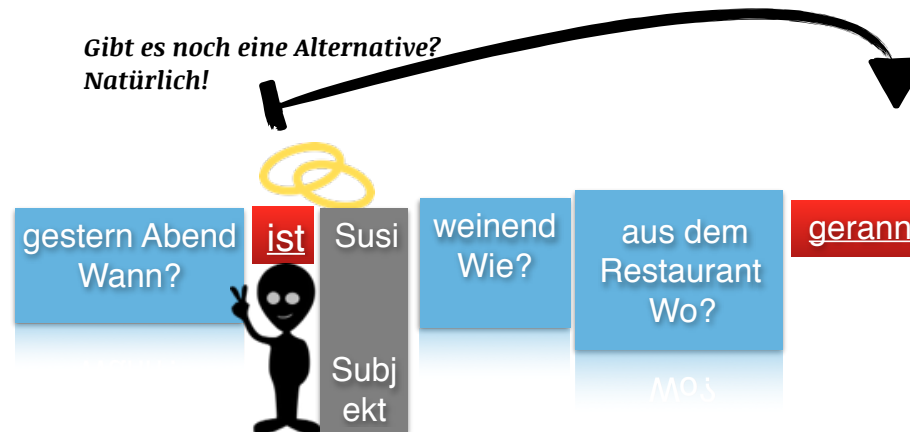 Gibt es noch eine Alternative?
Natürlich!
gestern Abend
Wann?
ist
Susi
Subj
ekt
weinend
Wie?
aus dem
Restaurant
Wo?
gerann